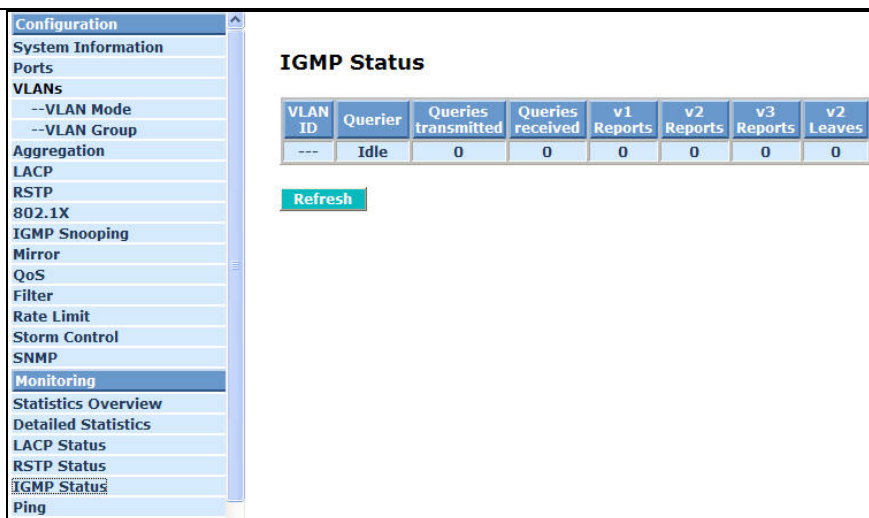 Configuration
System Information
Ports
VLANs
--VLAN Mode
--VLAN Group
Aggregation
LACP
RSTP
802.1X
IGMP Snooping
Mirror
QoS
Filter
Rate Limit
Storm Control
SNMP
Monitoring
Statistics Overview
Detailed Statistics
LACP Status
RSTP Status
IGMP Status
Ping
IGMP Status
VLAN ID Querier Queries transmitted Queries received v1 Reports v2 Reports v3 Reports v2 Leaves
--- Idle 0 0 0 0 0 0
Refresh